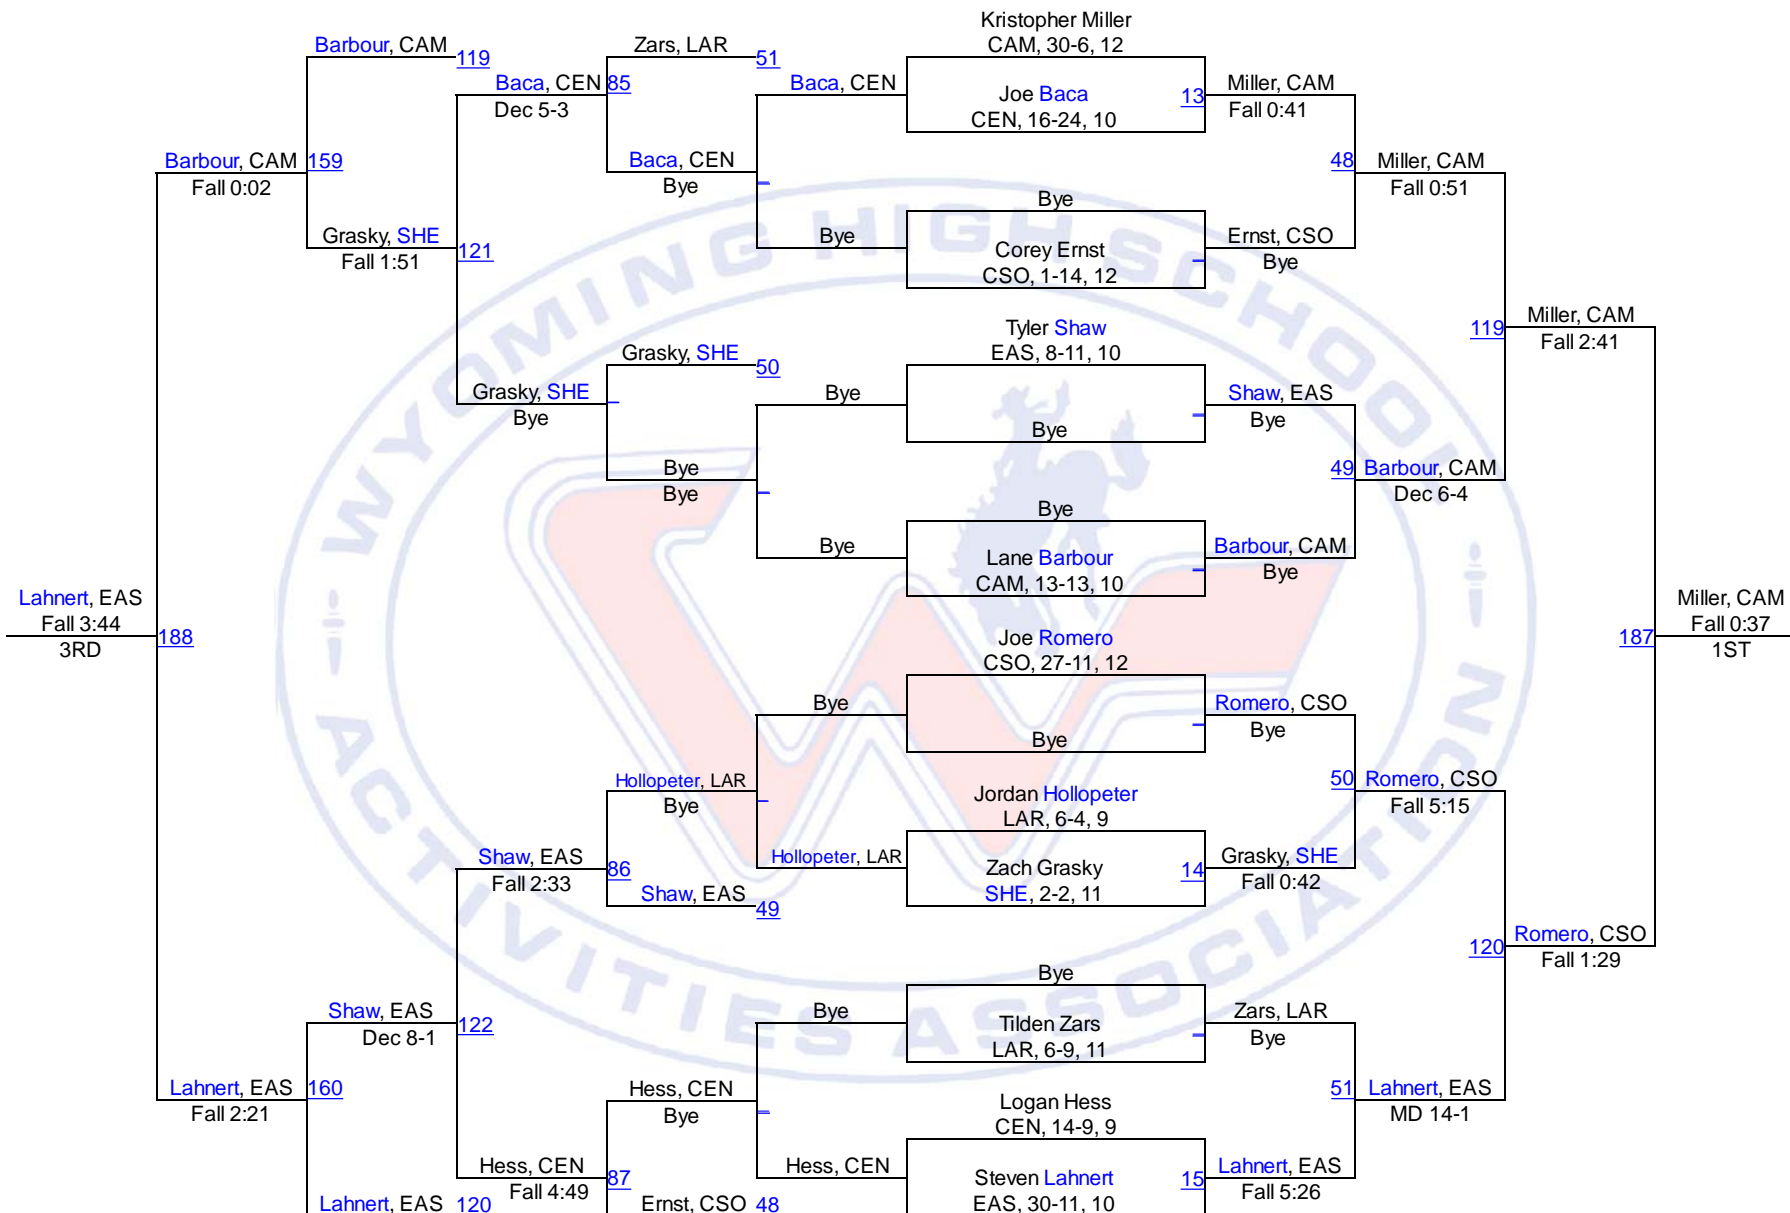 Kristopher Miller
CAM, 30-6, 12
Barbour, CAM
119
Zars, LAR
51
Baca, CEN
85
Dec 5-3
Baca, CEN
Joe Baca
CEN, 16-24, 10
13
Miller, CAM
Fall 0:41
Barbour, CAM
159
Fall 0:02
Baca, CEN
Bye
48
Miller, CAM
Fall 0:51
Bye
Grasky, SHE
121
Fall 1:51
Bye
Corey Ernst
CSO, 1-14, 12
Ernst, CSO
Bye
Miller, CAM
119
Fall 2:41
Tyler Shaw
EAS, 8-11, 10
Grasky, SHE
50
Grasky, SHE
Bye
Bye
Bye
Shaw, EAS
Bye
Bye
Bye
49
Barbour, CAM
Dec 6-4
Bye
Bye
Lane Barbour
CAM, 13-13, 10
Barbour, CAM
Bye
Lahnert, EAS
Fall 3:44
3RD
188
Miller, CAM
Fall 0:37
1ST
187
Joe Romero
CSO, 27-11, 12
Bye
Bye
Romero, CSO
Bye
Hollopeter, LAR
Bye
Jordan Hollopeter
LAR, 6-4, 9
50
Romero, CSO
Fall 5:15
Shaw, EAS
86
Fall 2:33
Hollopeter, LAR
Zach Grasky
SHE, 2-2, 11
14
Grasky, SHE
Fall 0:42
Shaw, EAS
49
Romero, CSO
120
Fall 1:29
Bye
Shaw, EAS
122
Dec 8-1
Bye
Tilden Zars
LAR, 6-9, 11
Zars, LAR
Bye
Lahnert, EAS
160
Fall 2:21
Hess, CEN
Bye
Logan Hess
CEN, 14-9, 9
51
Lahnert, EAS
MD 14-1
Hess, CEN
87
Fall 4:49
Hess, CEN
Steven Lahnert
EAS, 30-11, 10
15
Lahnert, EAS
Fall 5:26
Lahnert, EAS
120
Ernst, CSO
48
WYOMING HIGH SCHOOL
ACTIVITIES ASSOCIATION